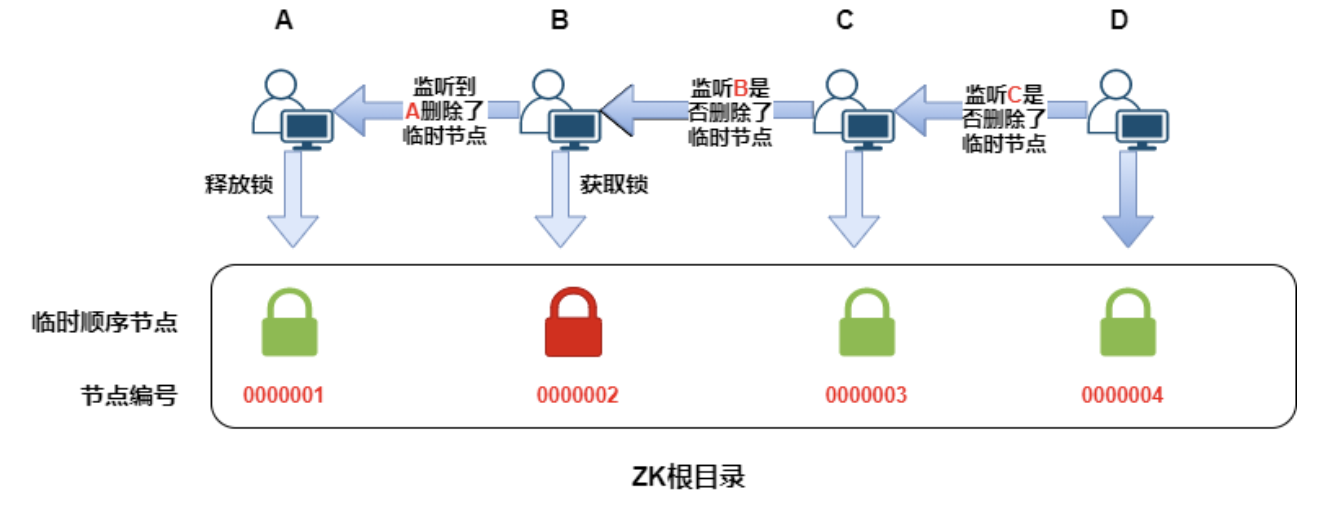 A
B
C
D
监听到
A删除了
临时节点
监听B是
否删除了
临时节点
监听C是
否删除了
临时节点
释放锁
获取锁
临时顺序节点
节点编号
0000001
0000002
0000003
0000004
ZK根目录